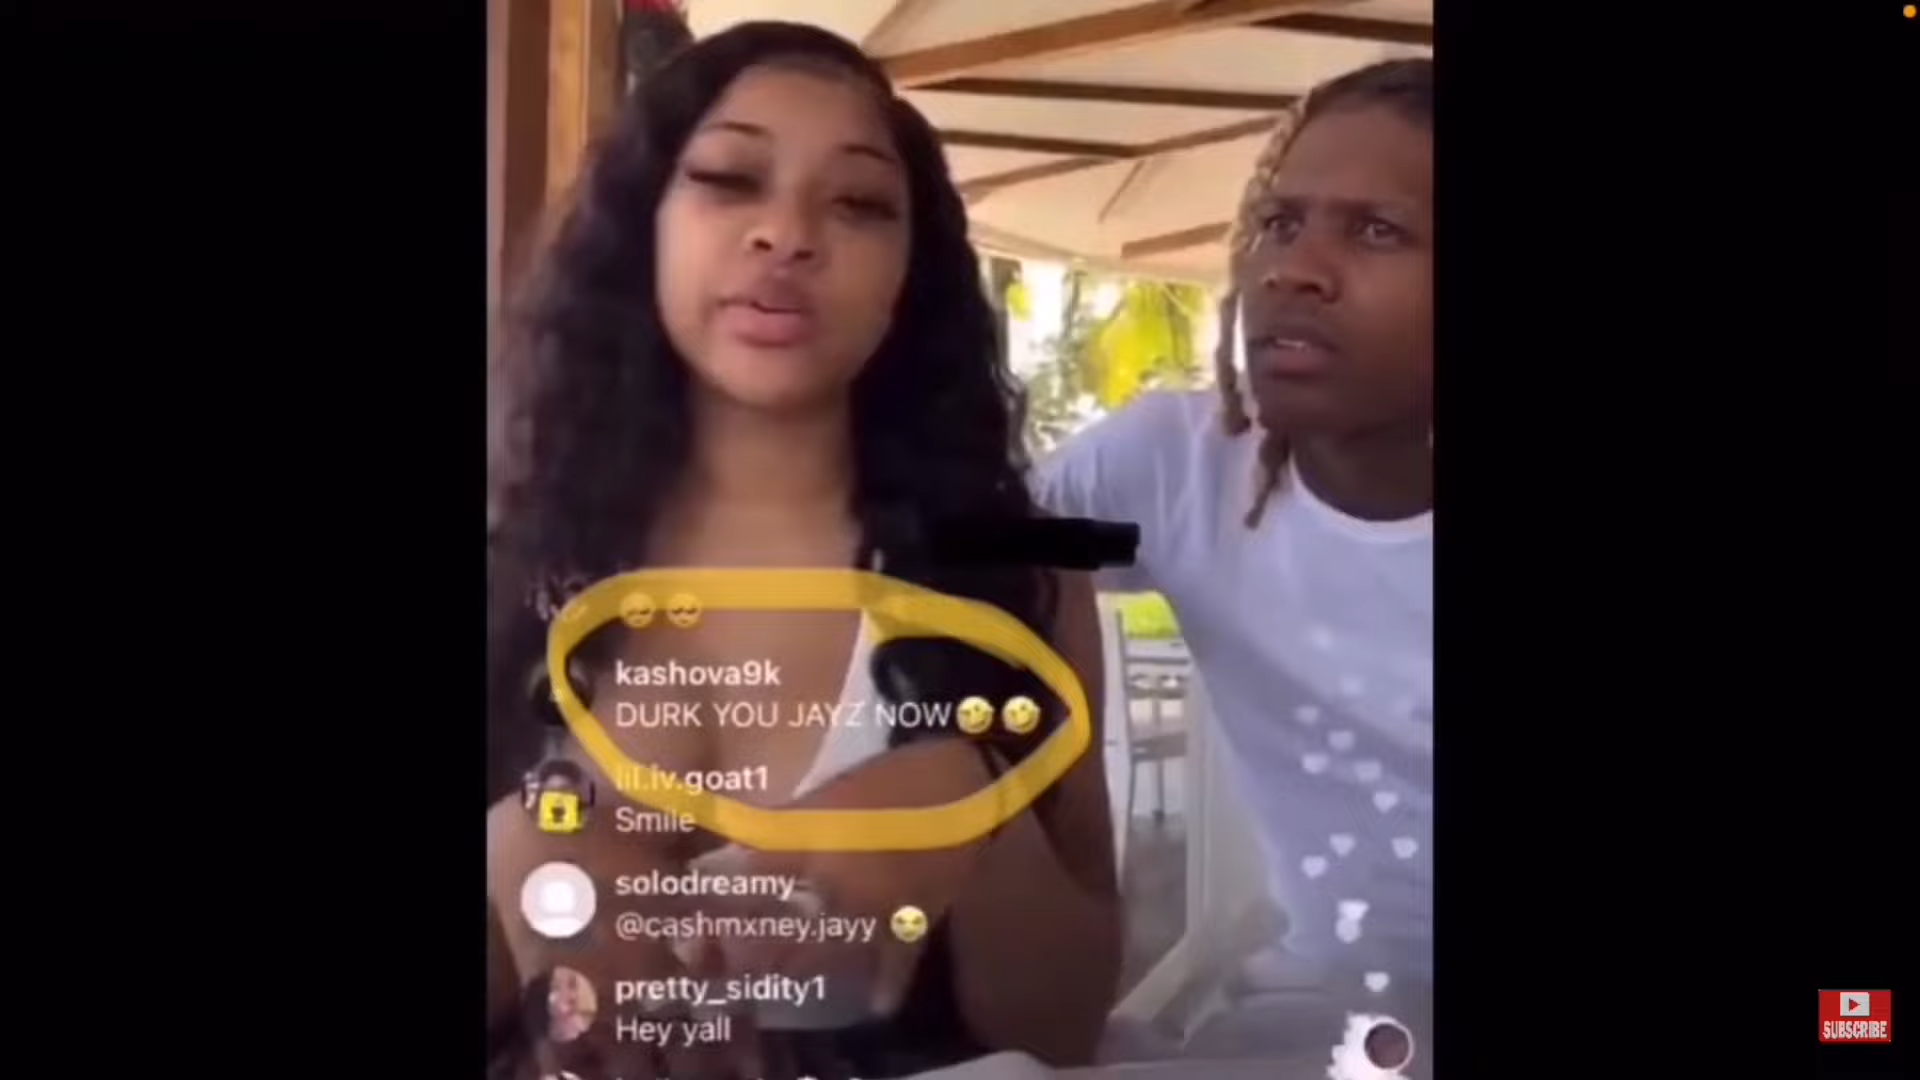 kashova9k
DURK YOU JAYZ NOW🤣🤣
lil.iv.goat1
Smile
solodreamy
@cashmxney.jayy 😂
pretty_sidity1
Hey yall
SUBSCRIBE